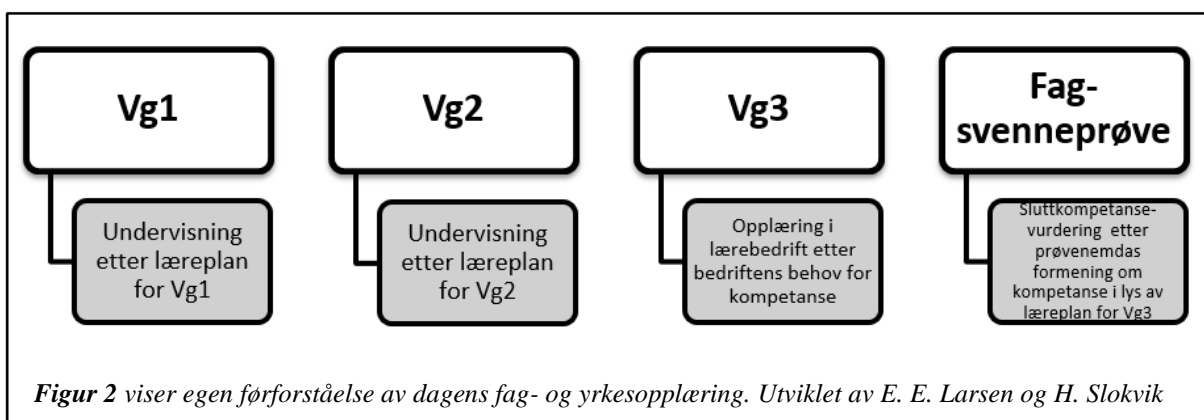 Vg1
Undervisning
etter læreplan
for Vg1
Vg2
Undervisning
etter læreplan
for Vg2
Vg3
Opplæring i
lærebedrift etter
bedriftens behov for
kompetanse
Fag-
svenneprøve
Sluttkompetanse-
vurdering etter
prøvenemdas
formening om
kompetanse i lys av
læreplan for Vg3
Figur 2 viser egen førforståelse av dagens fag- og yrkesopplæring. Utviklet av E. E. Larsen og H. Slokvik